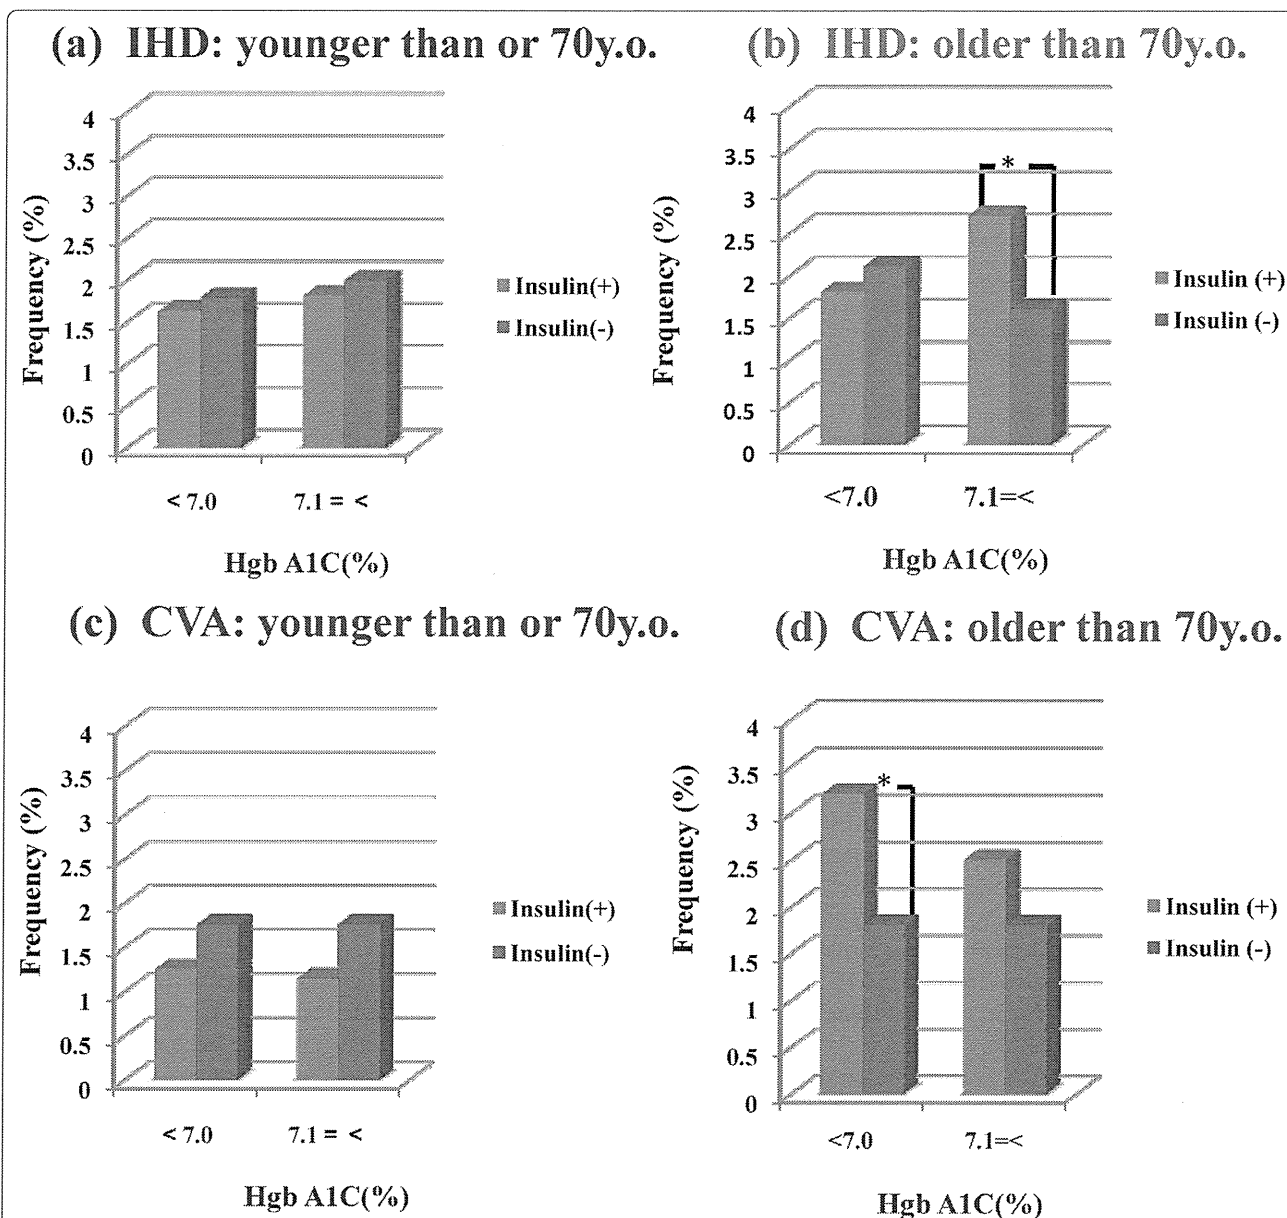 (a) IHD: younger than or 70y.o.
4
3.5
3
2.5
2
1.5
1
0.5
0
Frequency (%)
< 7.0
7.1 = <
Hgb A1C(%)
Insulin(+)
Insulin(-)
(b) IHD: older than 70y.o.
4
3.5
3
2.5
2
1.5
1
0.5
0
Frequency (%)
*
<7.0
7.1=<
Hgb A1C(%)
Insulin (+)
Insulin (-)
(c) CVA: younger than or 70y.o.
4
3.5
3
2.5
2
1.5
1
0.5
0
Frequency (%)
< 7.0
7.1 = <
Hgb A1C(%)
Insulin(+)
Insulin(-)
(d) CVA: older than 70y.o.
4
3.5
3
2.5
2
1.5
1
0.5
0
Frequency (%)
*
<7.0
7.1=<
Hgb A1C(%)
Insulin (+)
Insulin (-)